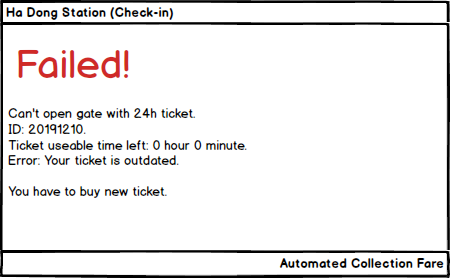 Ha Dong Station (Check-in)
Failed!
Can't open gate with 24h ticket.
ID: 20191210.
Ticket useable time left: 0 hour 0 minute.
Error: Your ticket is outdated.
You have to buy new ticket.
Automated Collection Fare